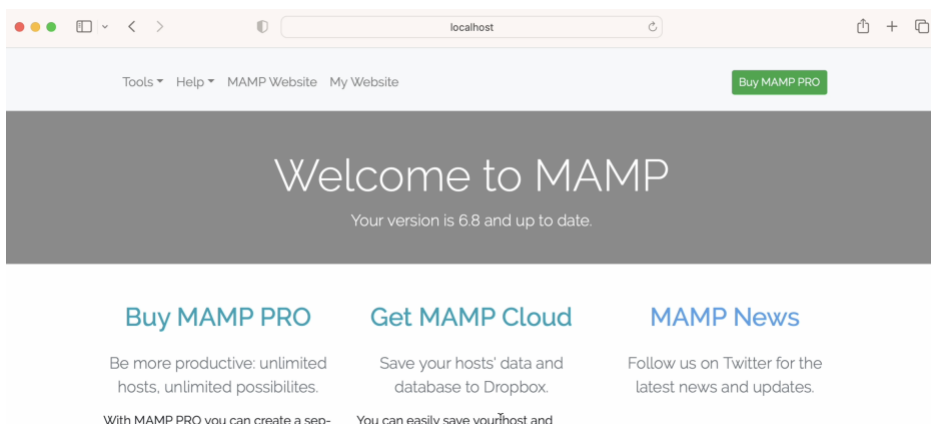 localhost
Tools Help MAMP Website My Website Buy MAMP PRO
Welcome to MAMP
Your version is 6.8 and up to date.
Buy MAMP PRO
Be more productive: unlimited
hosts, unlimited possibilites.
With MAMP PRO you can create a sep-
Get MAMP Cloud
Save your hosts' data and
database to Dropbox.
You can easily save your host and
MAMP News
Follow us on Twitter for the
latest news and updates.